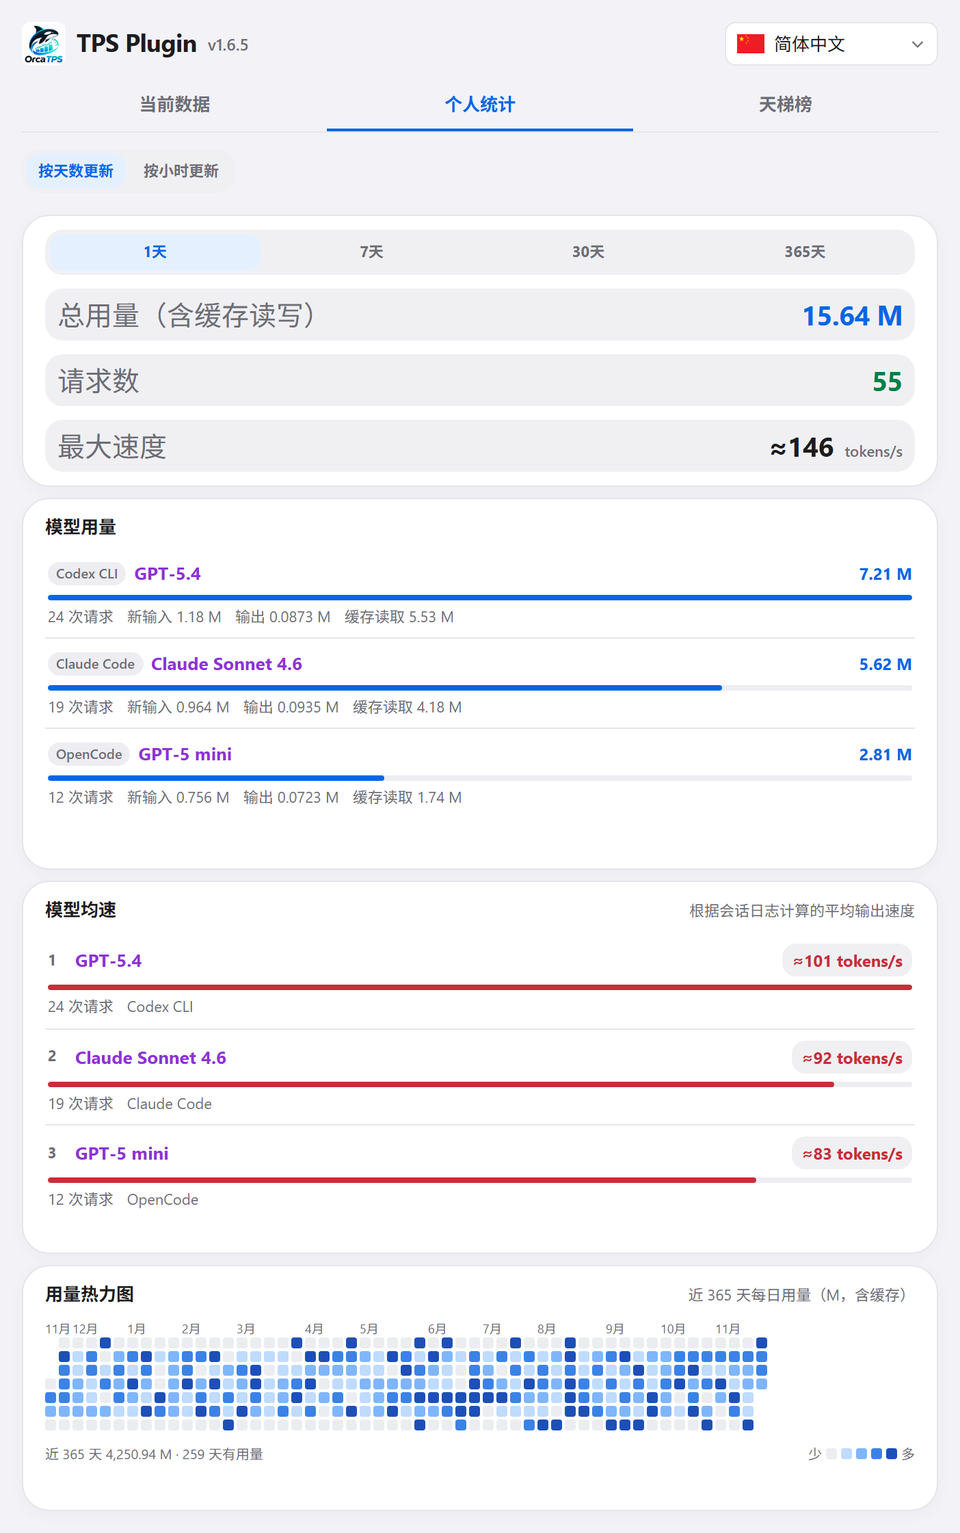 OrcaTPS
TPS Plugin v1.6.5
简体中文
当前数据 个人统计 天梯榜
按天数更新 按小时更新
1天 7天 30天 365天
总用量（含缓存读写） 15.64 M
请求数 55
最大速度 ≈146 tokens/s
模型用量
Codex CLI GPT-5.4 7.21 M
24 次请求 新输入 1.18 M 输出 0.0873 M 缓存读取 5.53 M
Claude Code Claude Sonnet 4.6 5.62 M
19 次请求 新输入 0.964 M 输出 0.0935 M 缓存读取 4.18 M
OpenCode GPT-5 mini 2.81 M
12 次请求 新输入 0.756 M 输出 0.0723 M 缓存读取 1.74 M
模型均速 根据会话日志计算的平均输出速度
1 GPT-5.4 ≈101 tokens/s
24 次请求 Codex CLI
2 Claude Sonnet 4.6 ≈92 tokens/s
19 次请求 Claude Code
3 GPT-5 mini ≈83 tokens/s
12 次请求 OpenCode
用量热力图 近 365 天每日用量（M，含缓存）
11月 12月 1月 2月 3月 4月 5月 6月 7月 8月 9月 10月 11月
近 365 天 4,250.94 M · 259 天有用量 少 多